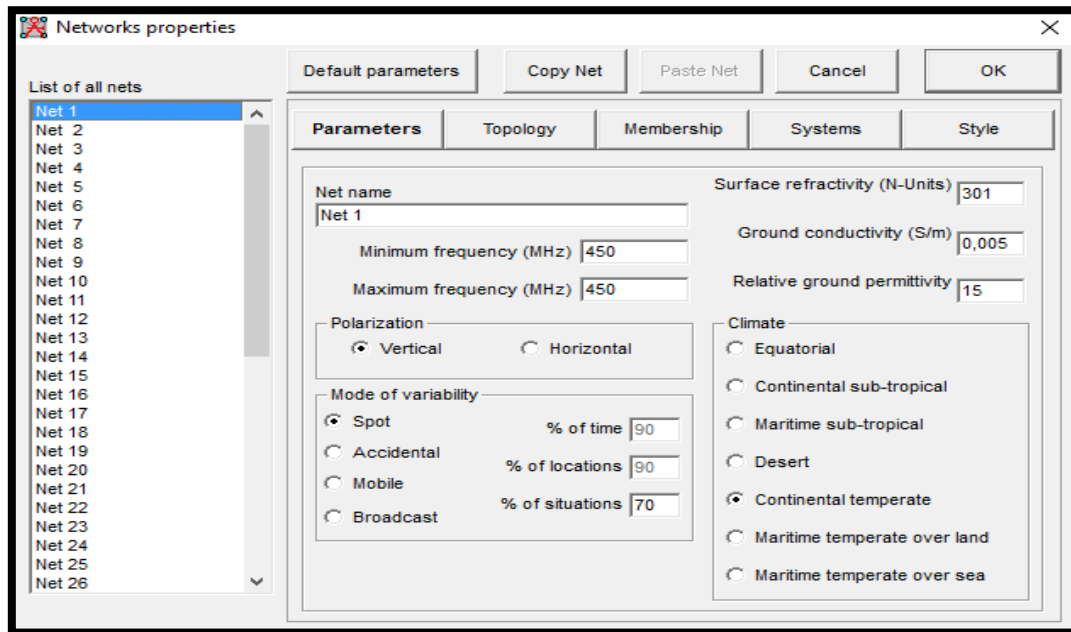 Networks properties
Default parameters
Copy Net
Paste Net
Cancel
OK
List of all nets
Net 1
Net 2
Net 3
Net 4
Net 5
Net 6
Net 7
Net 8
Net 9
Net 10
Net 11
Net 12
Net 13
Net 14
Net 15
Net 16
Net 17
Net 18
Net 19
Net 20
Net 21
Net 22
Net 23
Net 24
Net 25
Net 26
Parameters
Topology
Membership
Systems
Style
Net name
Net 1
Minimum frequency (MHz) 450
Maximum frequency (MHz) 450
Surface refractivity (N-Units) 301
Ground conductivity (S/m) 0,005
Relative ground permittivity 15
Polarization
Vertical
Horizontal
Mode of variability
Spot
Accidental
Mobile
Broadcast
% of time 90
% of locations 90
% of situations 70
Climate
Equatorial
Continental sub-tropical
Maritime sub-tropical
Desert
Continental temperate
Maritime temperate over land
Maritime temperate over sea